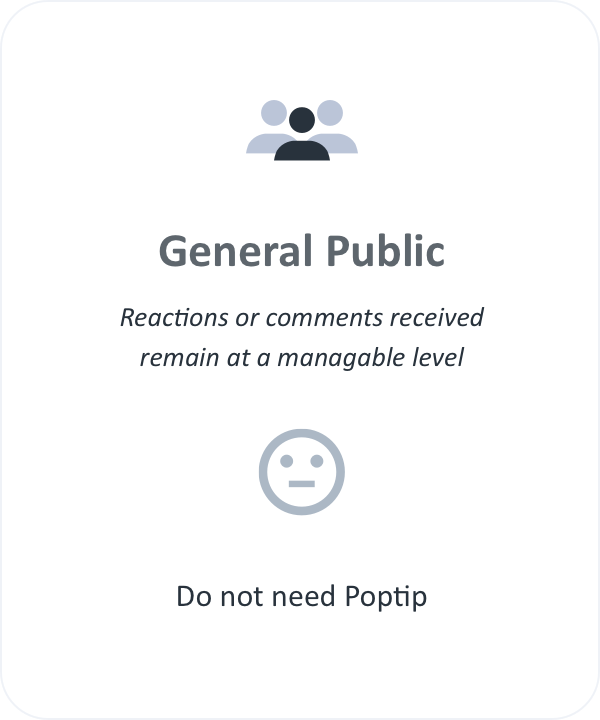 General Public
Reactions or comments received
remain at a managable level
Do not need Poptip